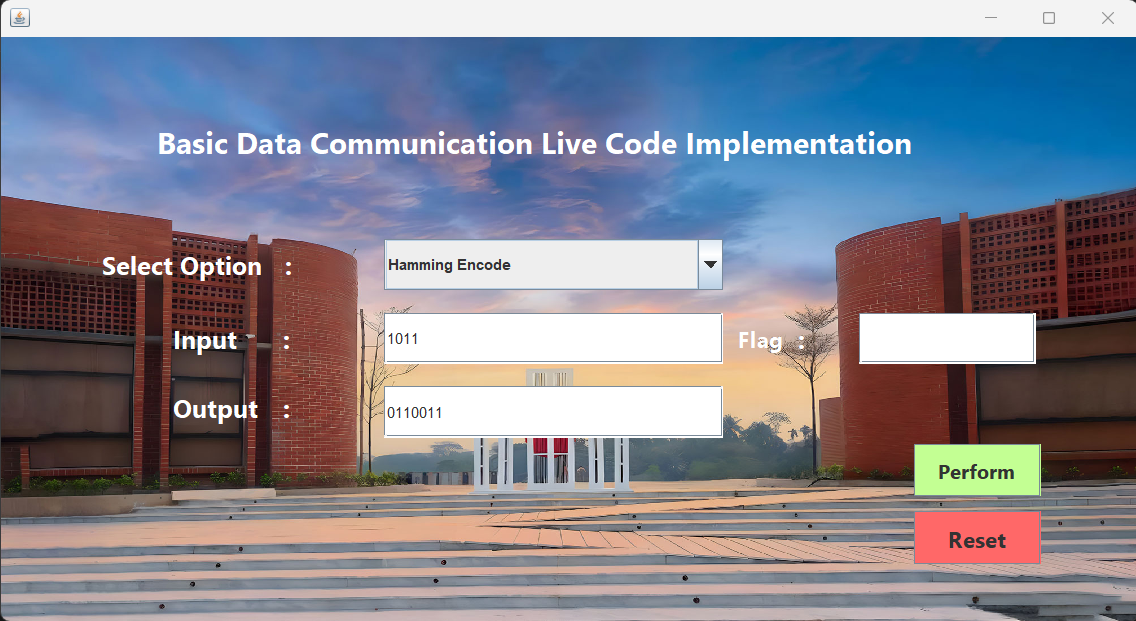 Basic Data Communication Live Code Implementation
Select Option :
Hamming Encode
Input :
1011
Flag :
Output :
0110011
Perform
Reset